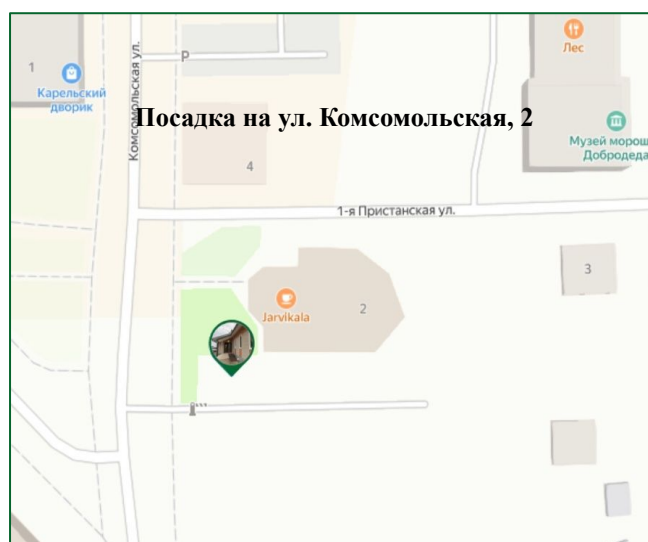 1
Карельский
дворик
Комсомольская ул.
P
Лес
Посадка на ул. Комсомольская, 2
4
Музей морош
Добродеда
1-я Пристанская ул.
3
2
Jarvikala